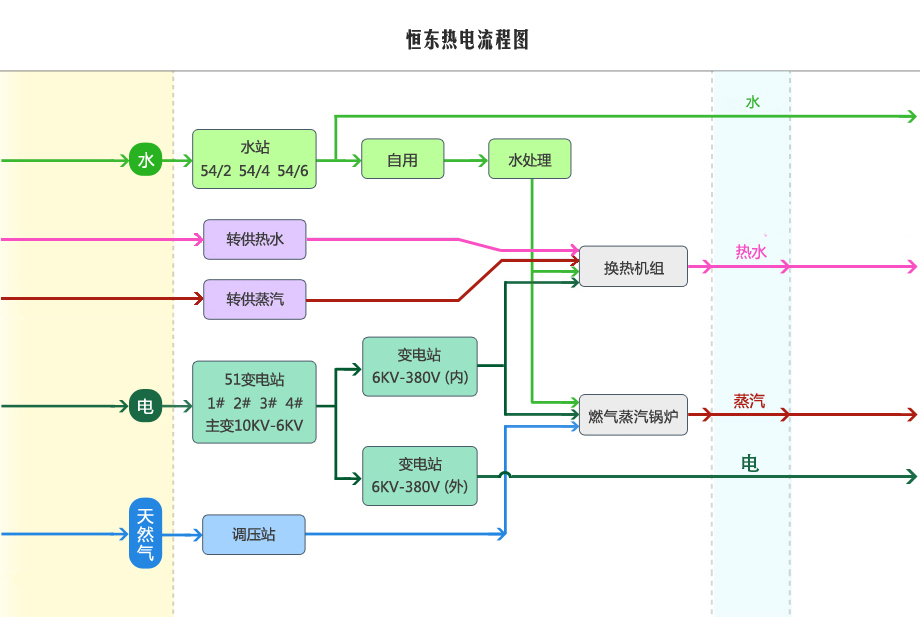 恒东热电流程图
水
水
水站
54/2 54/4 54/6
自用
水处理
转供热水
换热机组
热水
转供蒸汽
电
51变电站
1# 2# 3# 4#
主变10KV-6KV
变电站
6KV-380V (内)
燃气蒸汽锅炉
蒸汽
变电站
6KV-380V (外)
电
天然气
调压站